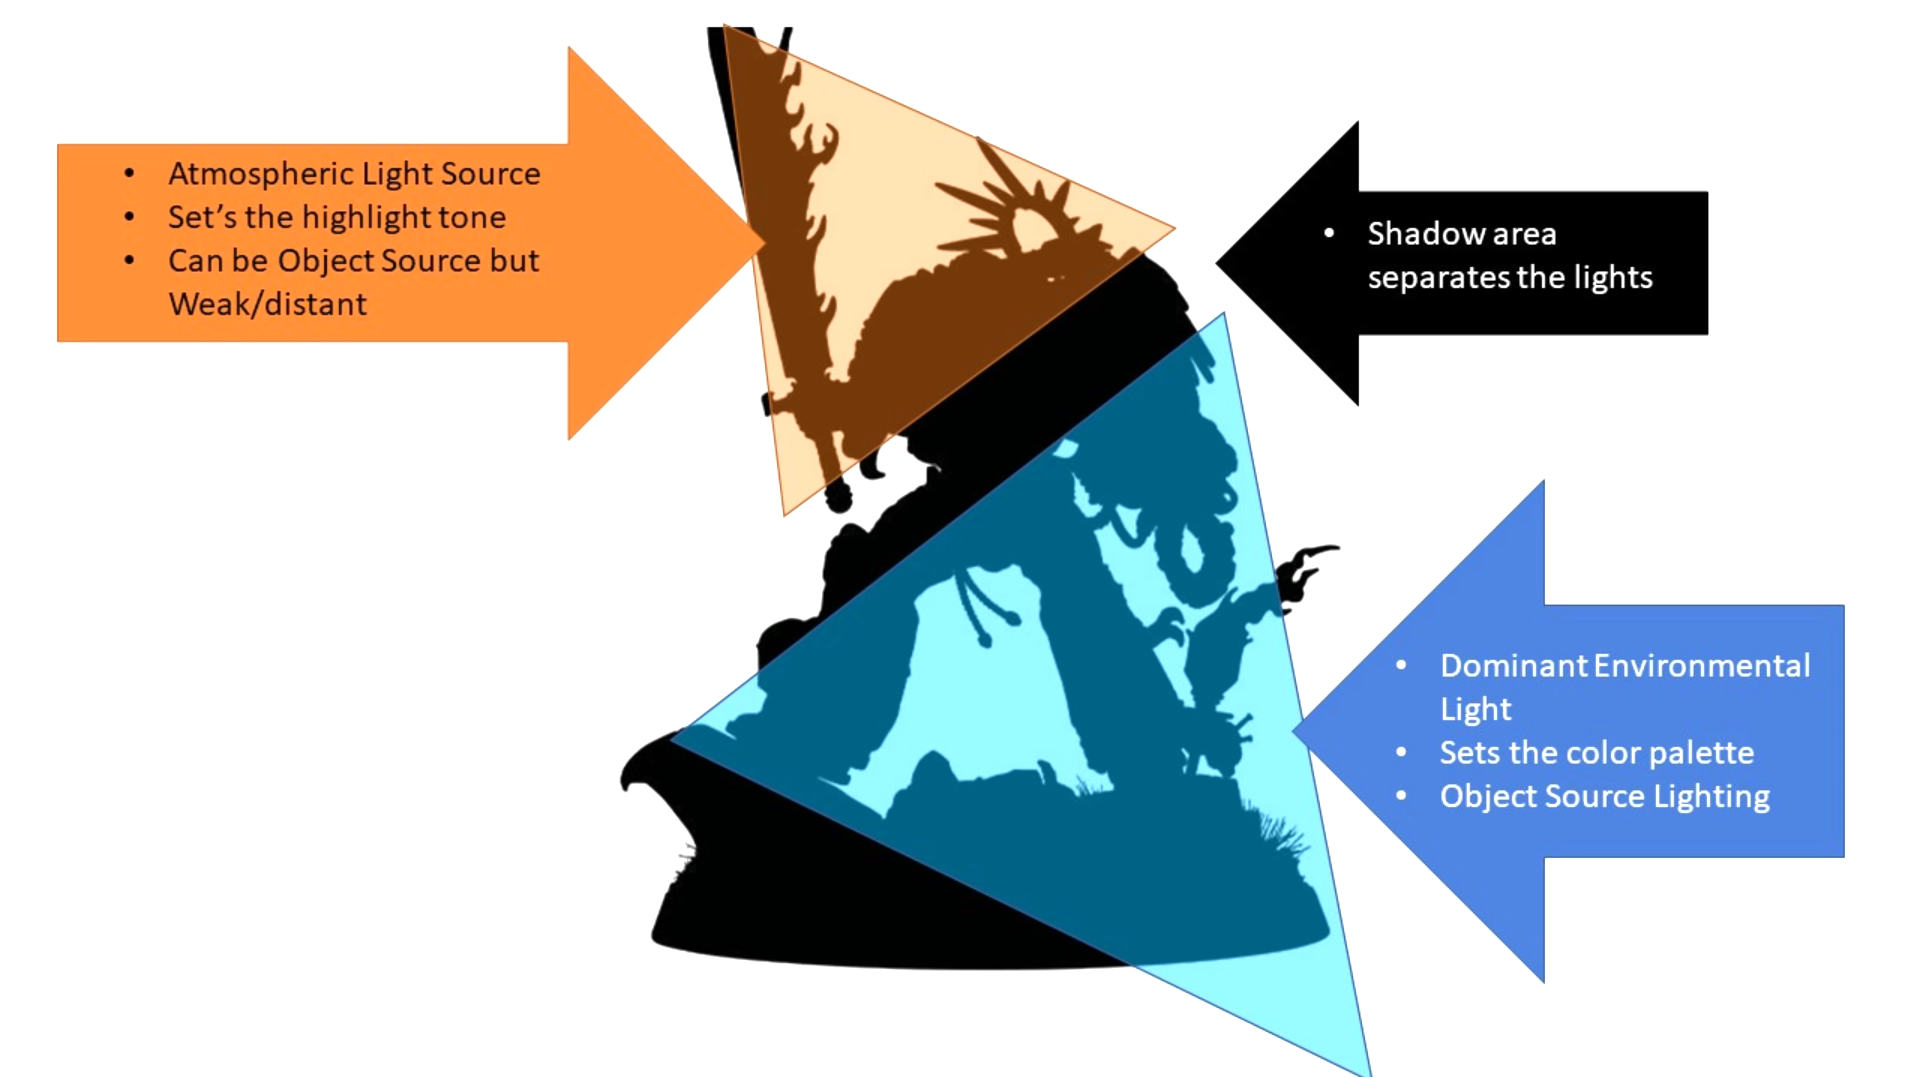 • Atmospheric Light Source
• Set’s the highlight tone
• Can be Object Source but
Weak/distant
• Shadow area
separates the lights
• Dominant Environmental
Light
• Sets the color palette
• Object Source Lighting